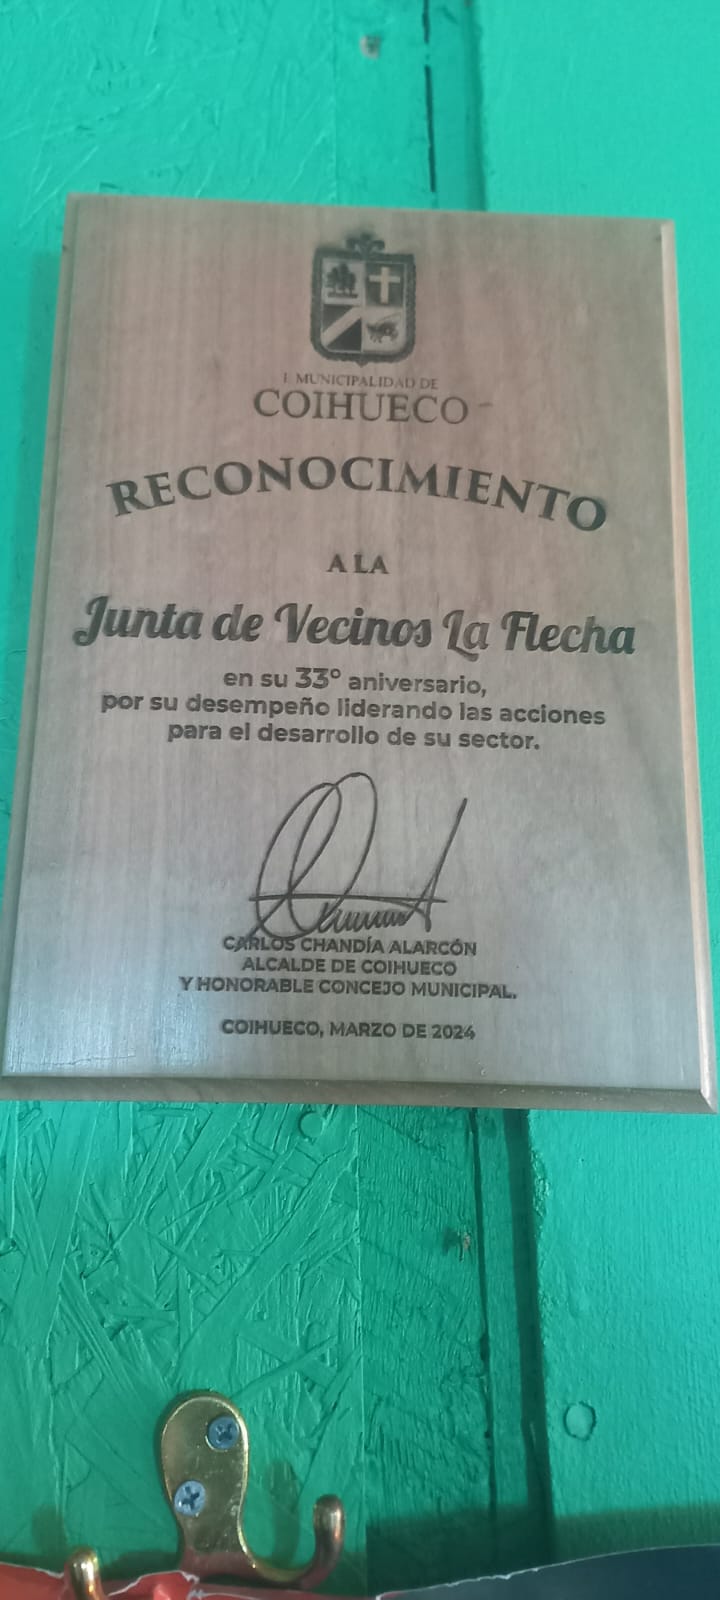 I. MUNICIPALIDAD DE
COIHUECO
RECONOCIMIENTO
A LA
Junta de Vecinos La Flecha
en su 33° aniversario,
por su desempeño liderando las acciones
para el desarrollo de su sector.
CARLOS CHANDÍA ALARCÓN
ALCALDE DE COIHUECO
Y HONORABLE CONCEJO MUNICIPAL.
COIHUECO, MARZO DE 2024